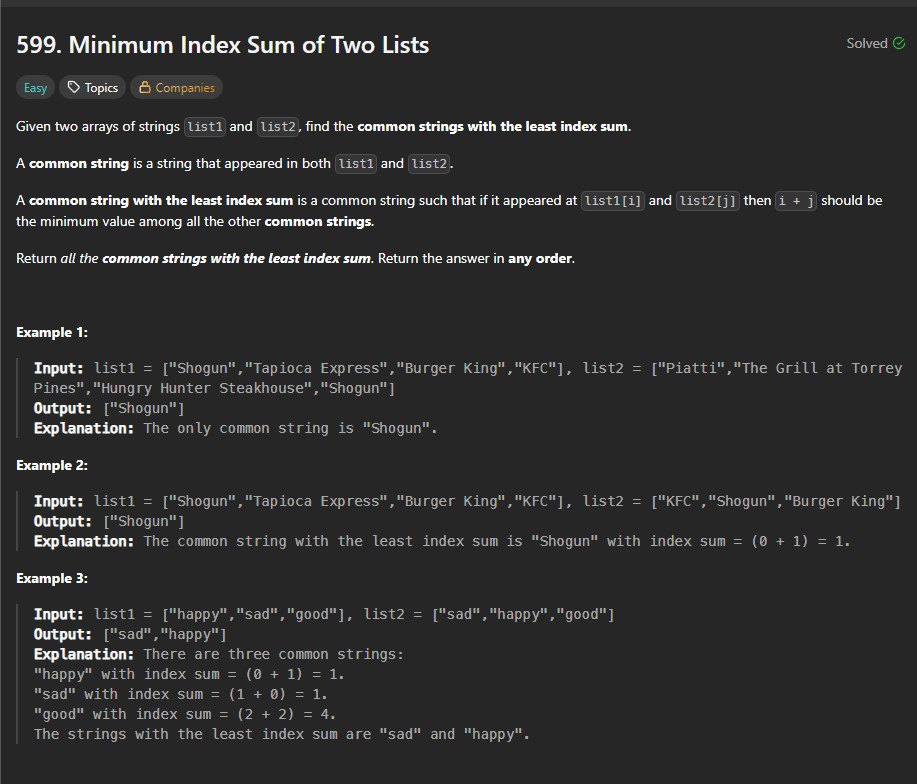 599. Minimum Index Sum of Two Lists
Solved
Easy Topics Companies
Given two arrays of strings list1 and list2, find the common strings with the least index sum.
A common string is a string that appeared in both list1 and list2.
A common string with the least index sum is a common string such that if it appeared at list1[i] and list2[j] then i + j should be
the minimum value among all the other common strings.
Return all the common strings with the least index sum. Return the answer in any order.
Example 1:
Input: list1 = ["Shogun","Tapioca Express","Burger King","KFC"], list2 = ["Piatti","The Grill at Torrey
Pines","Hungry Hunter Steakhouse","Shogun"]
Output: ["Shogun"]
Explanation: The only common string is "Shogun".
Example 2:
Input: list1 = ["Shogun","Tapioca Express","Burger King","KFC"], list2 = ["KFC","Shogun","Burger King"]
Output: ["Shogun"]
Explanation: The common string with the least index sum is "Shogun" with index sum = (0 + 1) = 1.
Example 3:
Input: list1 = ["happy","sad","good"], list2 = ["sad","happy","good"]
Output: ["sad","happy"]
Explanation: There are three common strings:
"happy" with index sum = (0 + 1) = 1.
"sad" with index sum = (1 + 0) = 1.
"good" with index sum = (2 + 2) = 4.
The strings with the least index sum are "sad" and "happy".